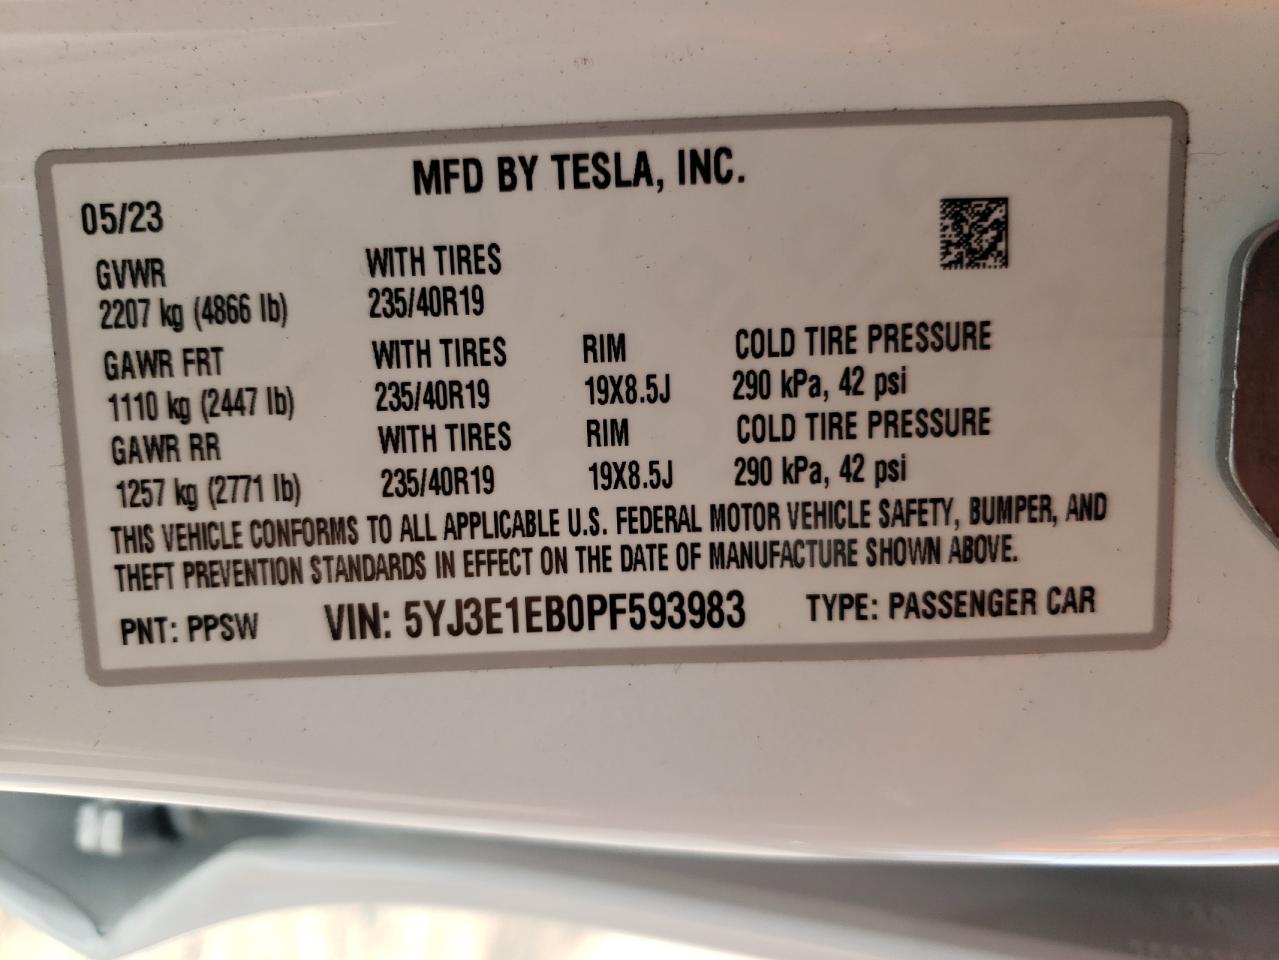 MFD BY TESLA, INC.
05/23
GVWR WITH TIRES
2207 kg (4866 lb) 235/40R19
GAWR FRT WITH TIRES RIM COLD TIRE PRESSURE
1110 kg (2447 lb) 235/40R19 19X8.5J 290 kPa, 42 psi
GAWR RR WITH TIRES RIM COLD TIRE PRESSURE
1257 kg (2771 lb) 235/40R19 19X8.5J 290 kPa, 42 psi
THIS VEHICLE CONFORMS TO ALL APPLICABLE U.S. FEDERAL MOTOR VEHICLE SAFETY, BUMPER, AND
THEFT PREVENTION STANDARDS IN EFFECT ON THE DATE OF MANUFACTURE SHOWN ABOVE.
PNT: PPSW VIN: 5YJ3E1EB0PF593983 TYPE: PASSENGER CAR